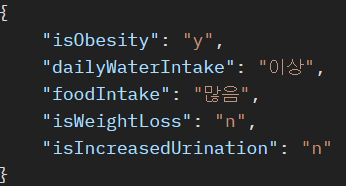 {
"isObesity": "y",
"dailyWaterIntake": "이상",
"foodIntake": "많음",
"isWeightLoss": "n",
"isIncreasedUrination": "n"
}